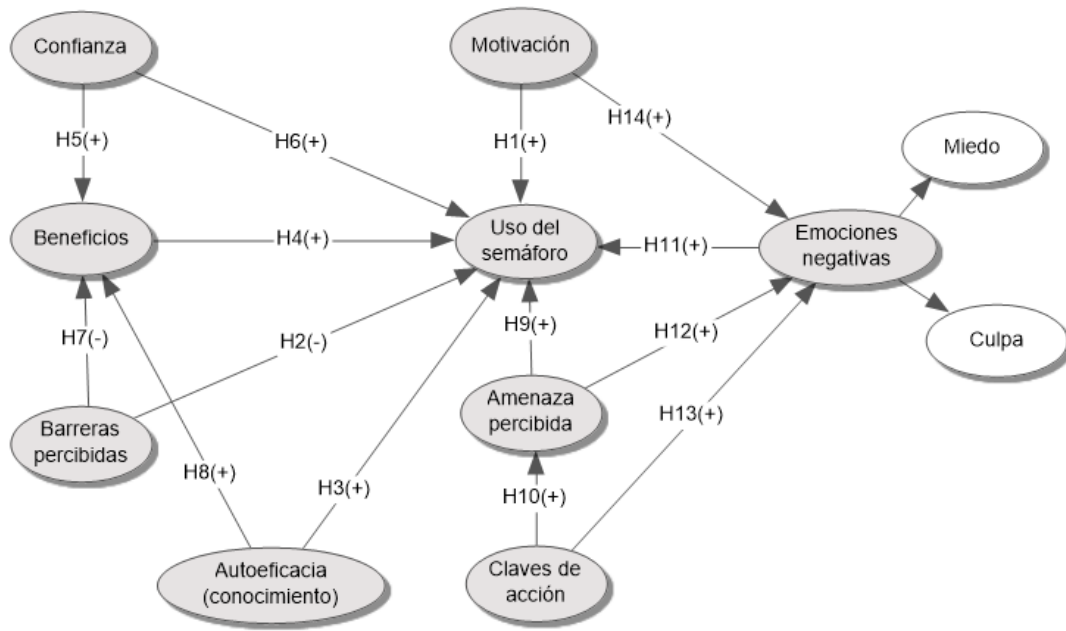 Confianza
Motivación
H5(+)
H6(+)
H1(+)
H14(+)
Miedo
Beneficios
H4(+)
Uso del
semáforo
H11(+)
Emociones
negativas
H7(-)
H2(-)
H9(+)
H12(+)
Culpa
Barreras
percibidas
Amenaza
percibida
H13(+)
H8(+)
H3(+)
H10(+)
Autoeficacia
(conocimiento)
Claves de
acción